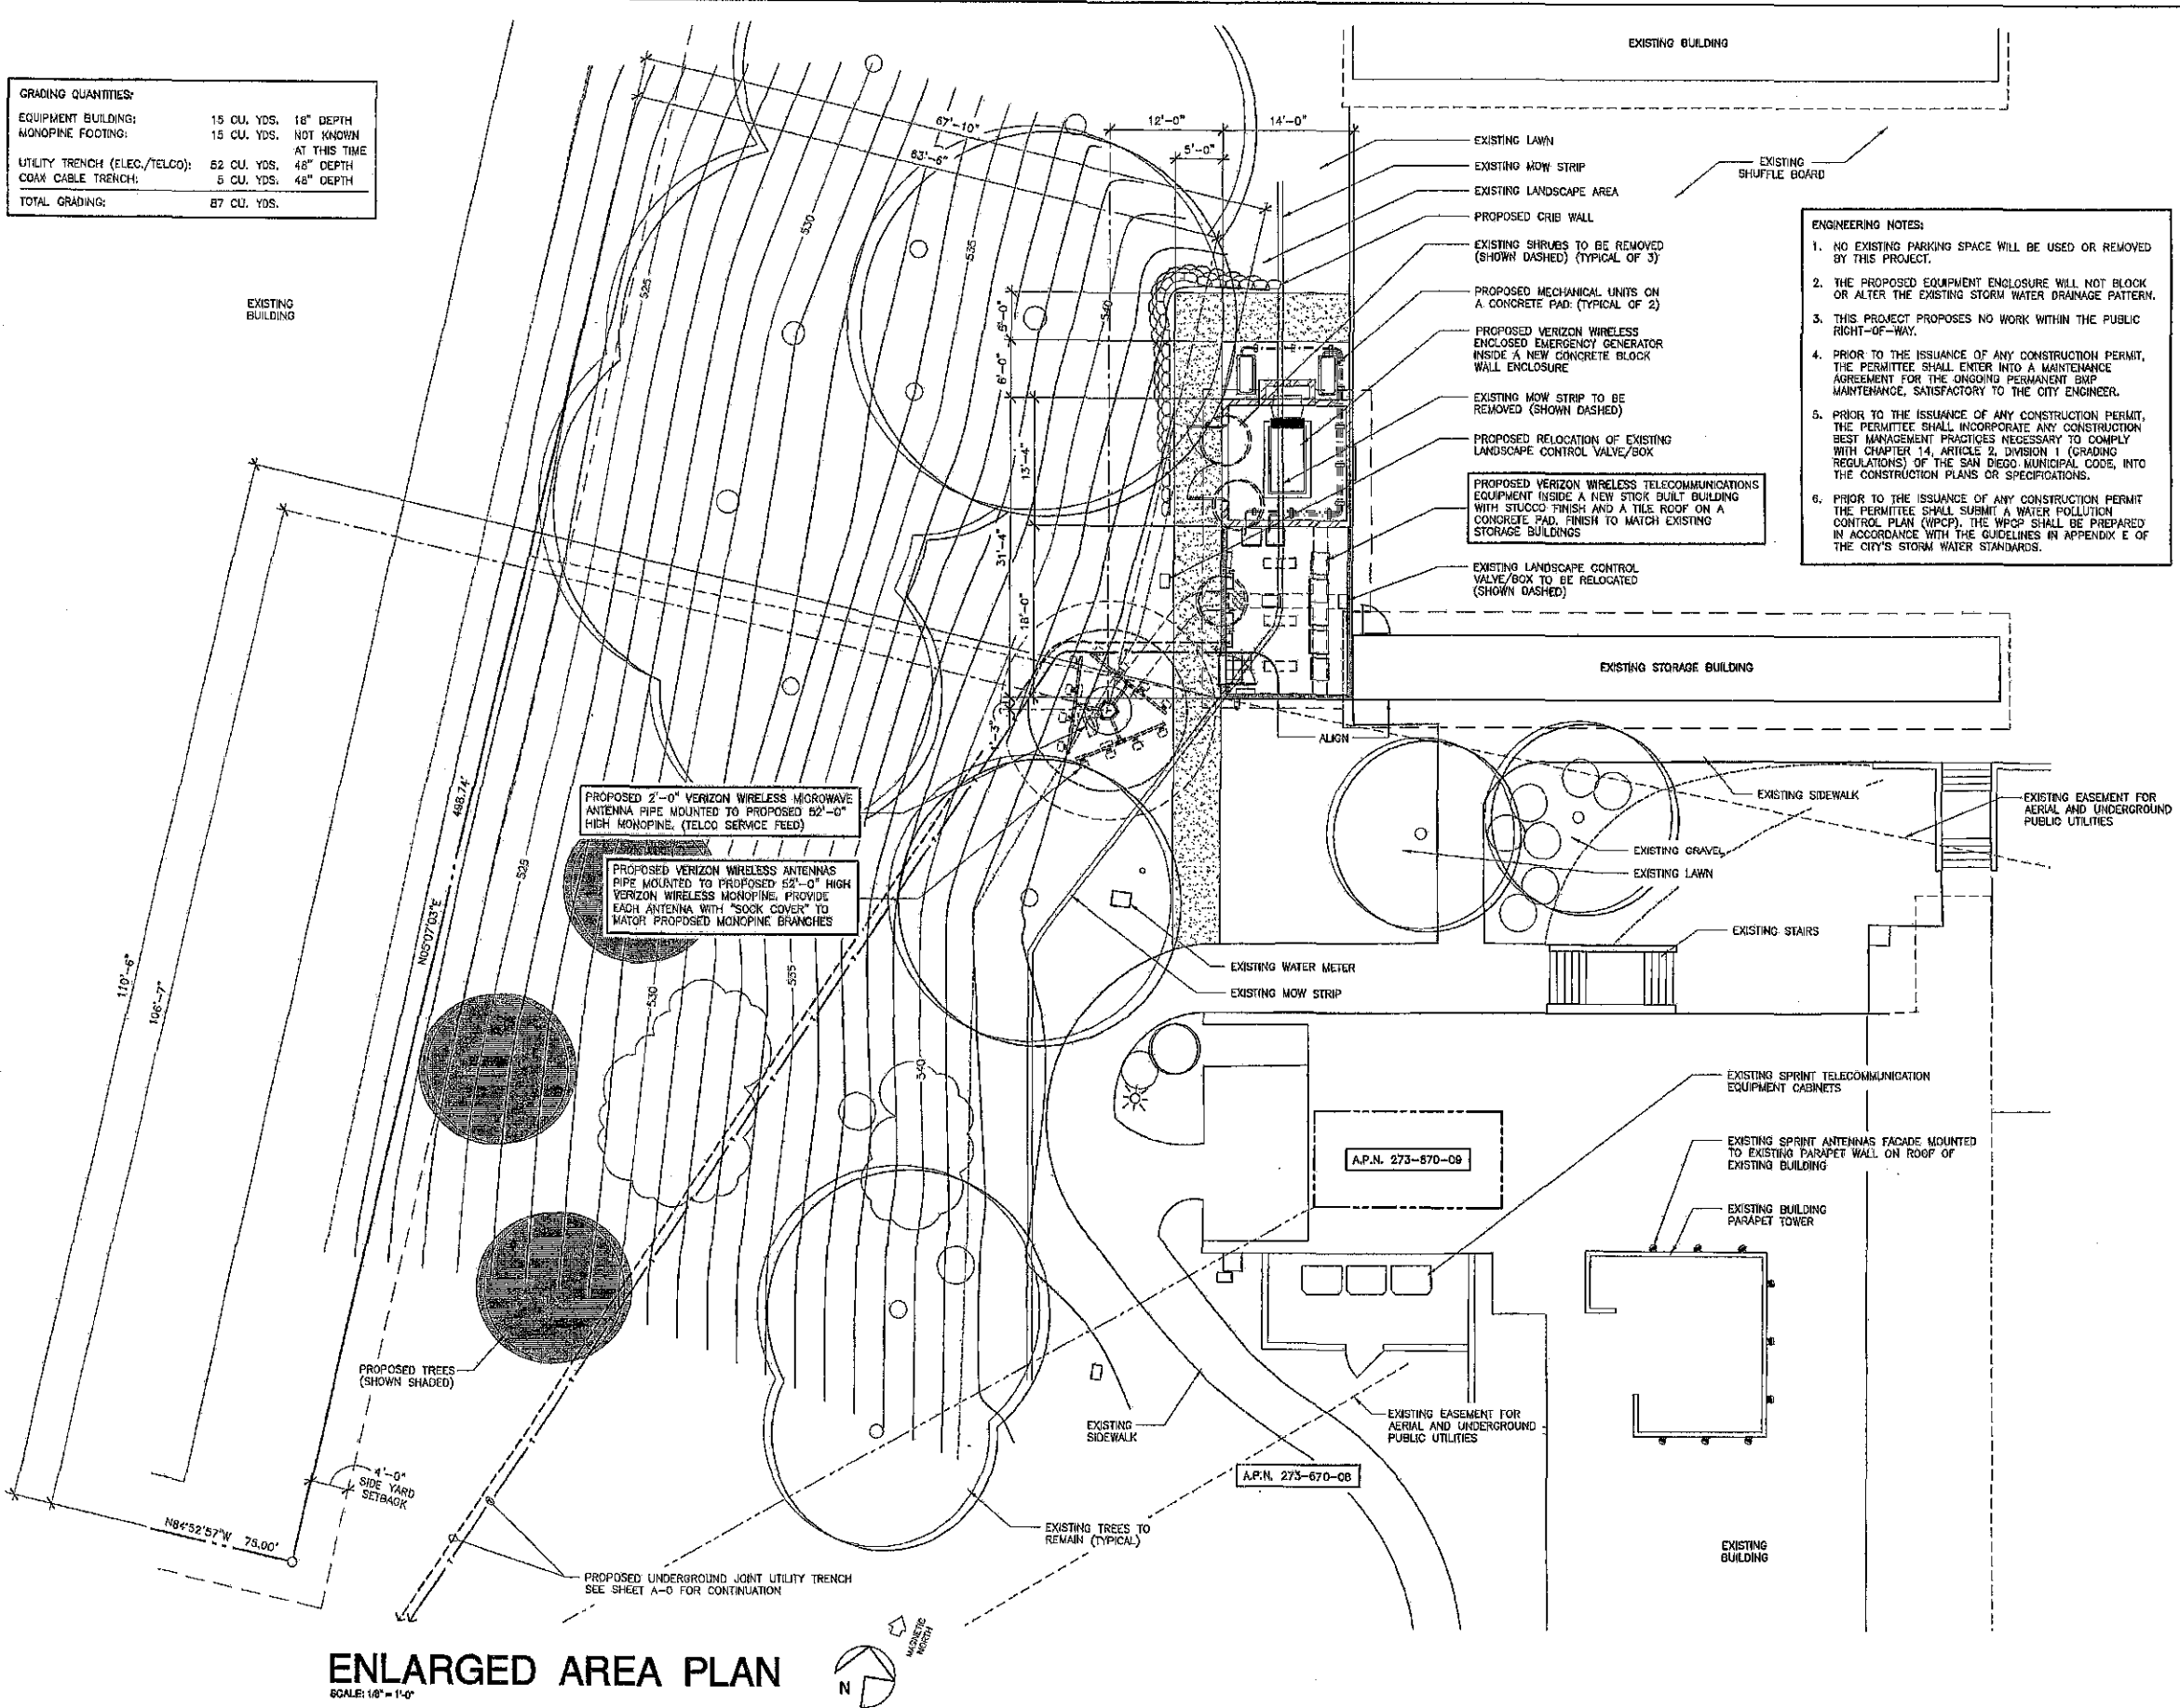 GRADING QUANTITIES:
EQUIPMENT BUILDING: 15 CU. YDS. 18" DEPTH
MONOPINE FOOTING: 15 CU. YDS. NOT KNOWN
AT THIS TIME
UTILITY TRENCH (ELEC./TELCO): 52 CU. YDS. 48" DEPTH
COAX CABLE TRENCH: 5 CU. YDS. 48" DEPTH
TOTAL GRADING: 87 CU. YDS.
EXISTING BUILDING
67'-10"
63'-6"
12'-0"
14'-0"
5'-0"
EXISTING LAWN
EXISTING MOW STRIP
EXISTING LANDSCAPE AREA
PROPOSED CRIB WALL
EXISTING SHRUBS TO BE REMOVED
(SHOWN DASHED) (TYPICAL OF 3)
PROPOSED MECHANICAL UNITS ON
A CONCRETE PAD. (TYPICAL OF 2)
PROPOSED VERIZON WIRELESS
ENCLOSED EMERGENCY GENERATOR
INSIDE A NEW CONCRETE BLOCK
WALL ENCLOSURE
EXISTING MOW STRIP TO BE
REMOVED (SHOWN DASHED)
PROPOSED RELOCATION OF EXISTING
LANDSCAPE CONTROL VALVE/BOX
PROPOSED VERIZON WIRELESS TELECOMMUNICATIONS
EQUIPMENT INSIDE A NEW STICK BUILT BUILDING
WITH STUCCO FINISH AND A TILE ROOF ON A
CONCRETE PAD. FINISH TO MATCH EXISTING
STORAGE BUILDINGS
EXISTING LANDSCAPE CONTROL
VALVE/BOX TO BE RELOCATED
(SHOWN DASHED)
EXISTING
SHUFFLE BOARD
ENGINEERING NOTES:
1. NO EXISTING PARKING SPACE WILL BE USED OR REMOVED
BY THIS PROJECT.
2. THE PROPOSED EQUIPMENT ENCLOSURE WILL NOT BLOCK
OR ALTER THE EXISTING STORM WATER DRAINAGE PATTERN.
3. THIS PROJECT PROPOSES NO WORK WITHIN THE PUBLIC
RIGHT-OF-WAY.
4. PRIOR TO THE ISSUANCE OF ANY CONSTRUCTION PERMIT,
THE PERMITTEE SHALL ENTER INTO A MAINTENANCE
AGREEMENT FOR THE ONGOING PERMANENT BMP
MAINTENANCE, SATISFACTORY TO THE CITY ENGINEER.
5. PRIOR TO THE ISSUANCE OF ANY CONSTRUCTION PERMIT,
THE PERMITTEE SHALL INCORPORATE ANY CONSTRUCTION
BEST MANAGEMENT PRACTICES NECESSARY TO COMPLY
WITH CHAPTER 14, ARTICLE 2, DIVISION 1 (GRADING
REGULATIONS) OF THE SAN DIEGO MUNICIPAL CODE, INTO
THE CONSTRUCTION PLANS OR SPECIFICATIONS.
6. PRIOR TO THE ISSUANCE OF ANY CONSTRUCTION PERMIT
THE PERMITTEE SHALL SUBMIT A WATER POLLUTION
CONTROL PLAN (WPCP). THE WPCP SHALL BE PREPARED
IN ACCORDANCE WITH THE GUIDELINES IN APPENDIX E OF
THE CITY'S STORM WATER STANDARDS.
EXISTING
BUILDING
525
530
535
540
6'-0"
13'-4"
31'-4"
18'-0"
EXISTING STORAGE BUILDING
ALIGN
PROPOSED 2'-0" VERIZON WIRELESS MICROWAVE
ANTENNA PIPE MOUNTED TO PROPOSED 52'-0"
HIGH MONOPINE. (TELCO SERVICE FEED)
PROPOSED VERIZON WIRELESS ANTENNAS
PIPE MOUNTED TO PROPOSED 52'-0" HIGH
VERIZON WIRELESS MONOPINE. PROVIDE
EACH ANTENNA WITH "SOCK COVER" TO
MATCH PROPOSED MONOPINE BRANCHES
EXISTING SIDEWALK
EXISTING EASEMENT FOR
AERIAL AND UNDERGROUND
PUBLIC UTILITIES
EXISTING GRAVEL
EXISTING LAWN
EXISTING STAIRS
EXISTING WATER METER
EXISTING MOW STRIP
498.74'
N05°07'03"E
525
530
535
540
110'-6"
106'-7"
EXISTING SPRINT TELECOMMUNICATION
EQUIPMENT CABINETS
A.P.N. 273-670-09
EXISTING SPRINT ANTENNAS FACADE MOUNTED
TO EXISTING PARAPET WALL ON ROOF OF
EXISTING BUILDING
EXISTING BUILDING
PARAPET TOWER
PROPOSED TREES
(SHOWN SHADED)
EXISTING
SIDEWALK
EXISTING EASEMENT FOR
AERIAL AND UNDERGROUND
PUBLIC UTILITIES
A.P.N. 273-670-08
4'-0"
SIDE YARD
SETBACK
N84°52'57"W 75.00'
EXISTING TREES TO
REMAIN (TYPICAL)
EXISTING
BUILDING
PROPOSED UNDERGROUND JOINT UTILITY TRENCH
SEE SHEET A-0 FOR CONTINUATION
MAGNETIC
NORTH
N
ENLARGED AREA PLAN
SCALE: 1/8" = 1'-0"